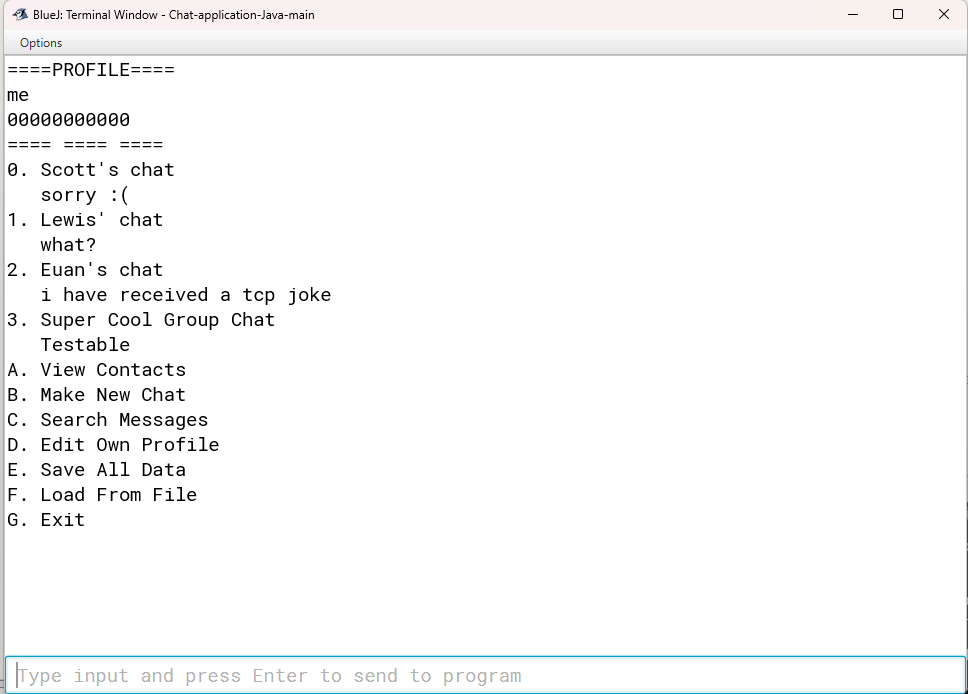 BlueJ: Terminal Window - Chat-application-Java-main
Options
====PROFILE====
me
00000000000
==== ==== ====
0. Scott's chat
   sorry :(
1. Lewis' chat
   what?
2. Euan's chat
   i have received a tcp joke
3. Super Cool Group Chat
   Testable
A. View Contacts
B. Make New Chat
C. Search Messages
D. Edit Own Profile
E. Save All Data
F. Load From File
G. Exit
Type input and press Enter to send to program